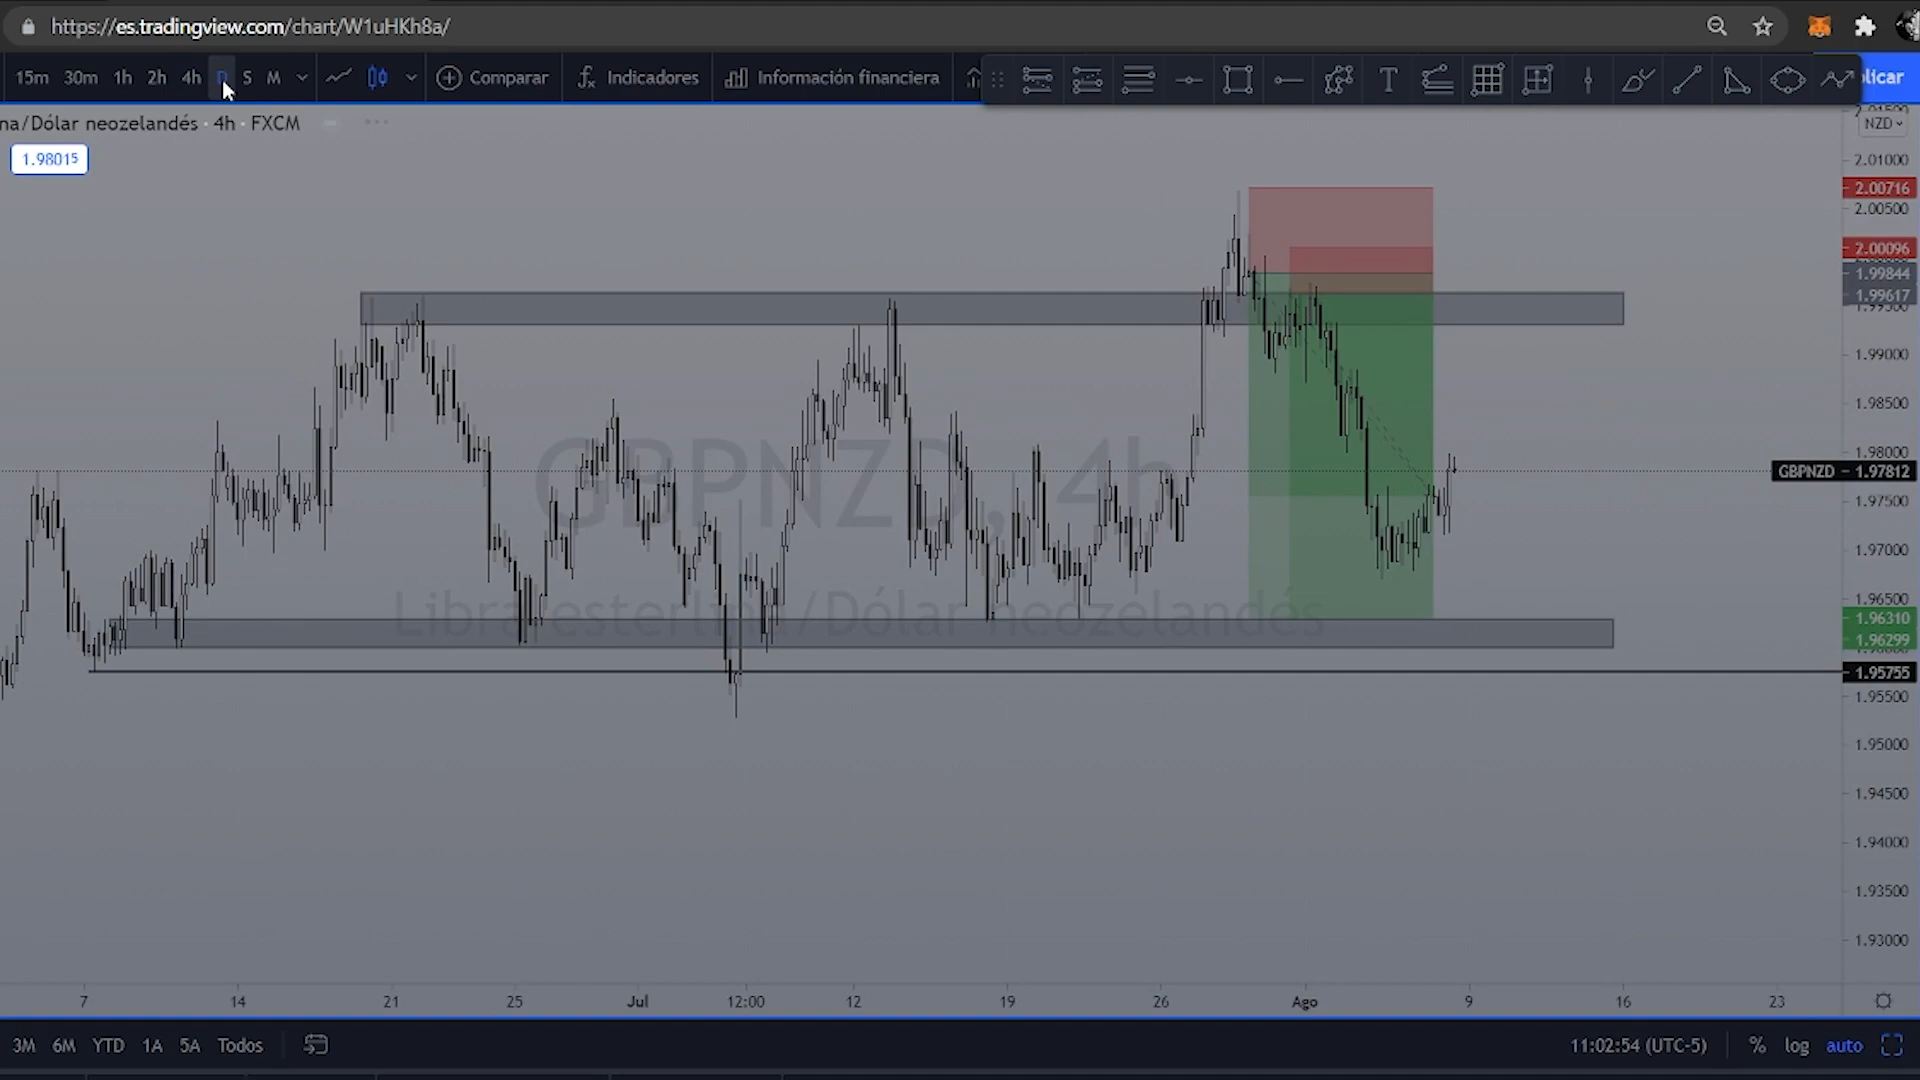 https://es.tradingview.com/chart/W1uHKh8a/
15m 30m 1h 2h 4h D S M Comparar Indicadores Información financiera licar
na/Dólar neozelandés · 4h · FXCM
NZD
1.98015
2.01000
2.00716
2.00500
2.00096
1.99844
1.99617
1.99000
1.98500
1.98000
GBPNZD 1.97812
1.97500
1.97000
1.96500
1.96310
1.96299
1.95755
1.95500
1.95000
1.94500
1.94000
1.93500
1.93000
GBPNZD, 4h
Libra esterlina/Dólar neozelandés
7 14 21 25 Jul 12:00 12 19 26 Ago 9 16 23
3M 6M YTD 1A 5A Todos 11:02:54 (UTC-5) % log auto